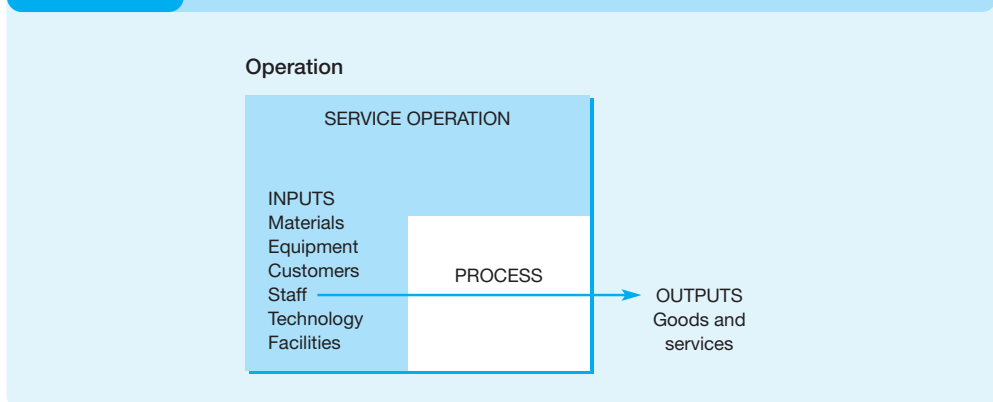 Operation
SERVICE OPERATION
INPUTS
Materials
Equipment
Customers
Staff
Technology
Facilities
PROCESS
OUTPUTS
Goods and
services